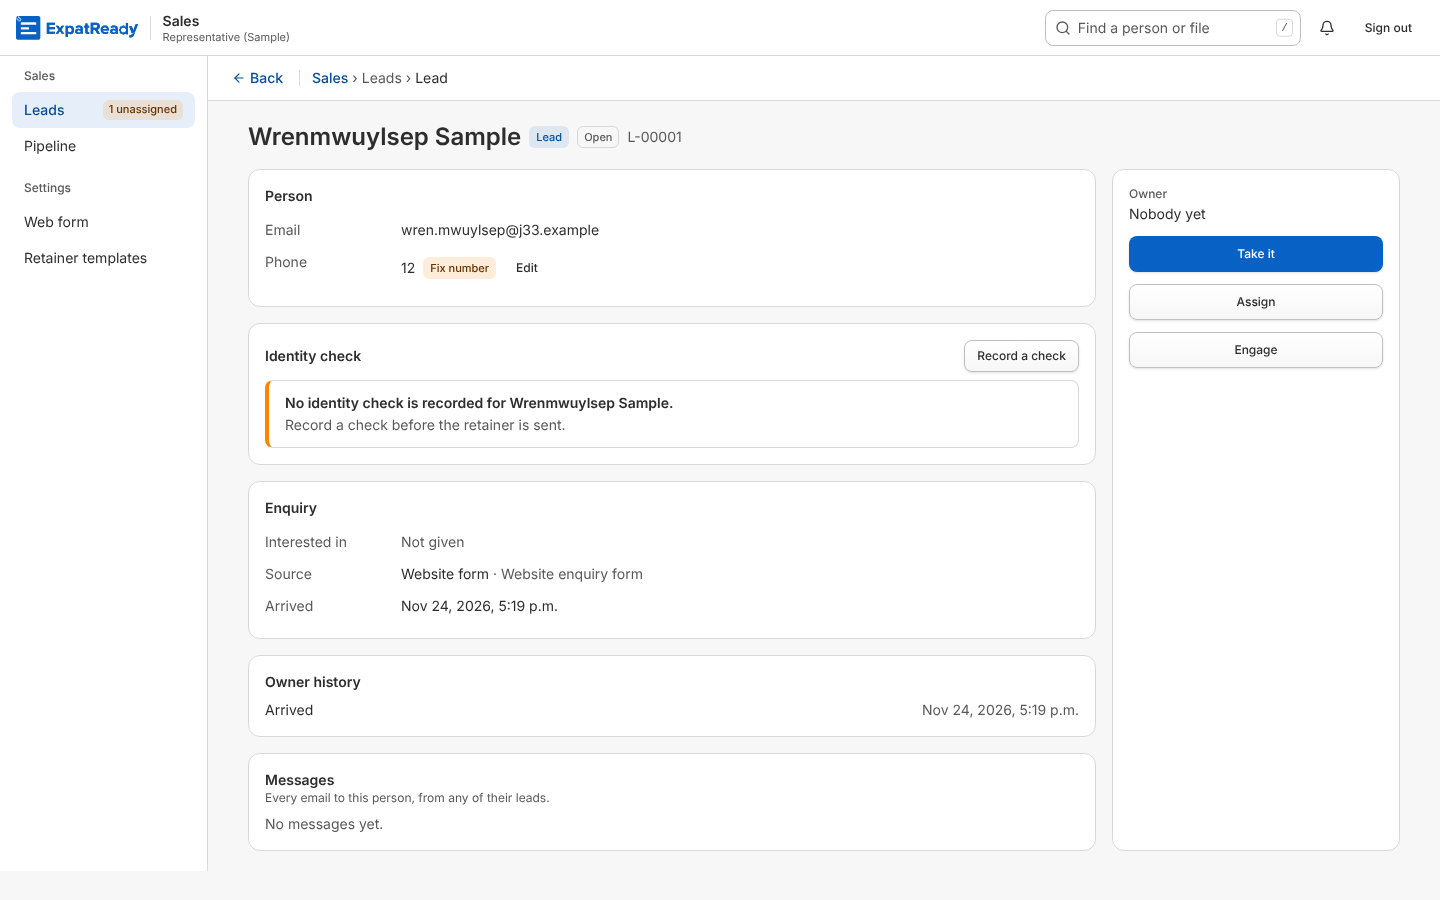 ExpatReady
Sales
Representative (Sample)
Find a person or file
/
Sign out
Sales
Leads
1 unassigned
Pipeline
Settings
Web form
Retainer templates
Back
Sales › Leads › Lead
Wrenmwuylsep Sample
Lead
Open
L-00001
Person
Email
wren.mwuylsep@j33.example
Phone
12
Fix number
Edit
Identity check
Record a check
No identity check is recorded for Wrenmwuylsep Sample.
Record a check before the retainer is sent.
Enquiry
Interested in
Not given
Source
Website form · Website enquiry form
Arrived
Nov 24, 2026, 5:19 p.m.
Owner history
Arrived
Nov 24, 2026, 5:19 p.m.
Messages
Every email to this person, from any of their leads.
No messages yet.
Owner
Nobody yet
Take it
Assign
Engage